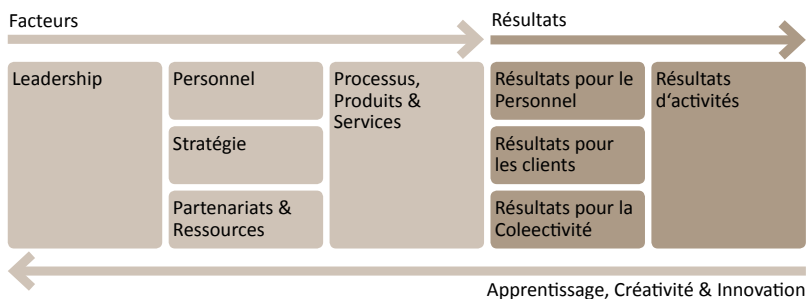 Facteurs
Résultats
Leadership
Personnel
Stratégie
Partenariats &
Ressources
Processus,
Produits &
Services
Résultats pour le
Personnel
Résultats pour
les clients
Résultats pour la
Coleectivité
Résultats
d‘activités
Apprentissage, Créativité & Innovation